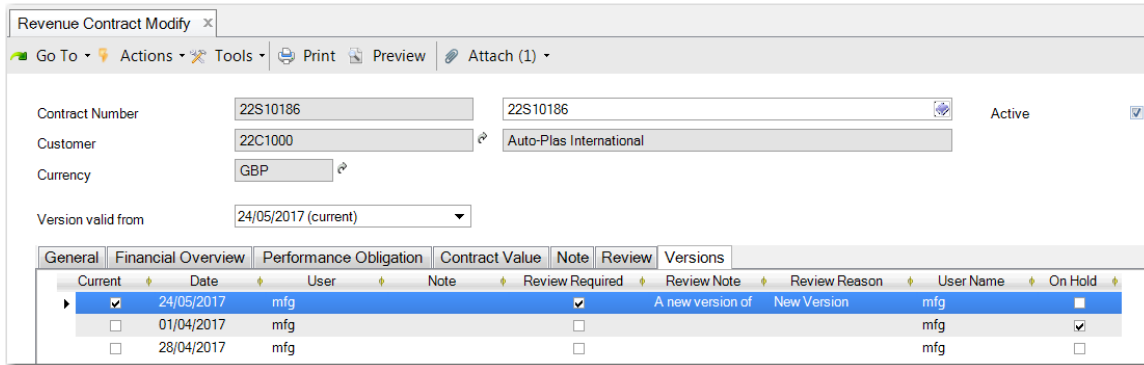 Revenue Contract Modify
Go To Actions Tools Print Preview Attach (1)
Contract Number 22S10186 22S10186 Active
Customer 22C1000 Auto-Plas International
Currency GBP
Version valid from 24/05/2017 (current)
General Financial Overview Performance Obligation Contract Value Note Review Versions
Current Date User Note Review Required Review Note Review Reason User Name On Hold
24/05/2017 mfg A new version of New Version mfg
01/04/2017 mfg mfg
28/04/2017 mfg mfg